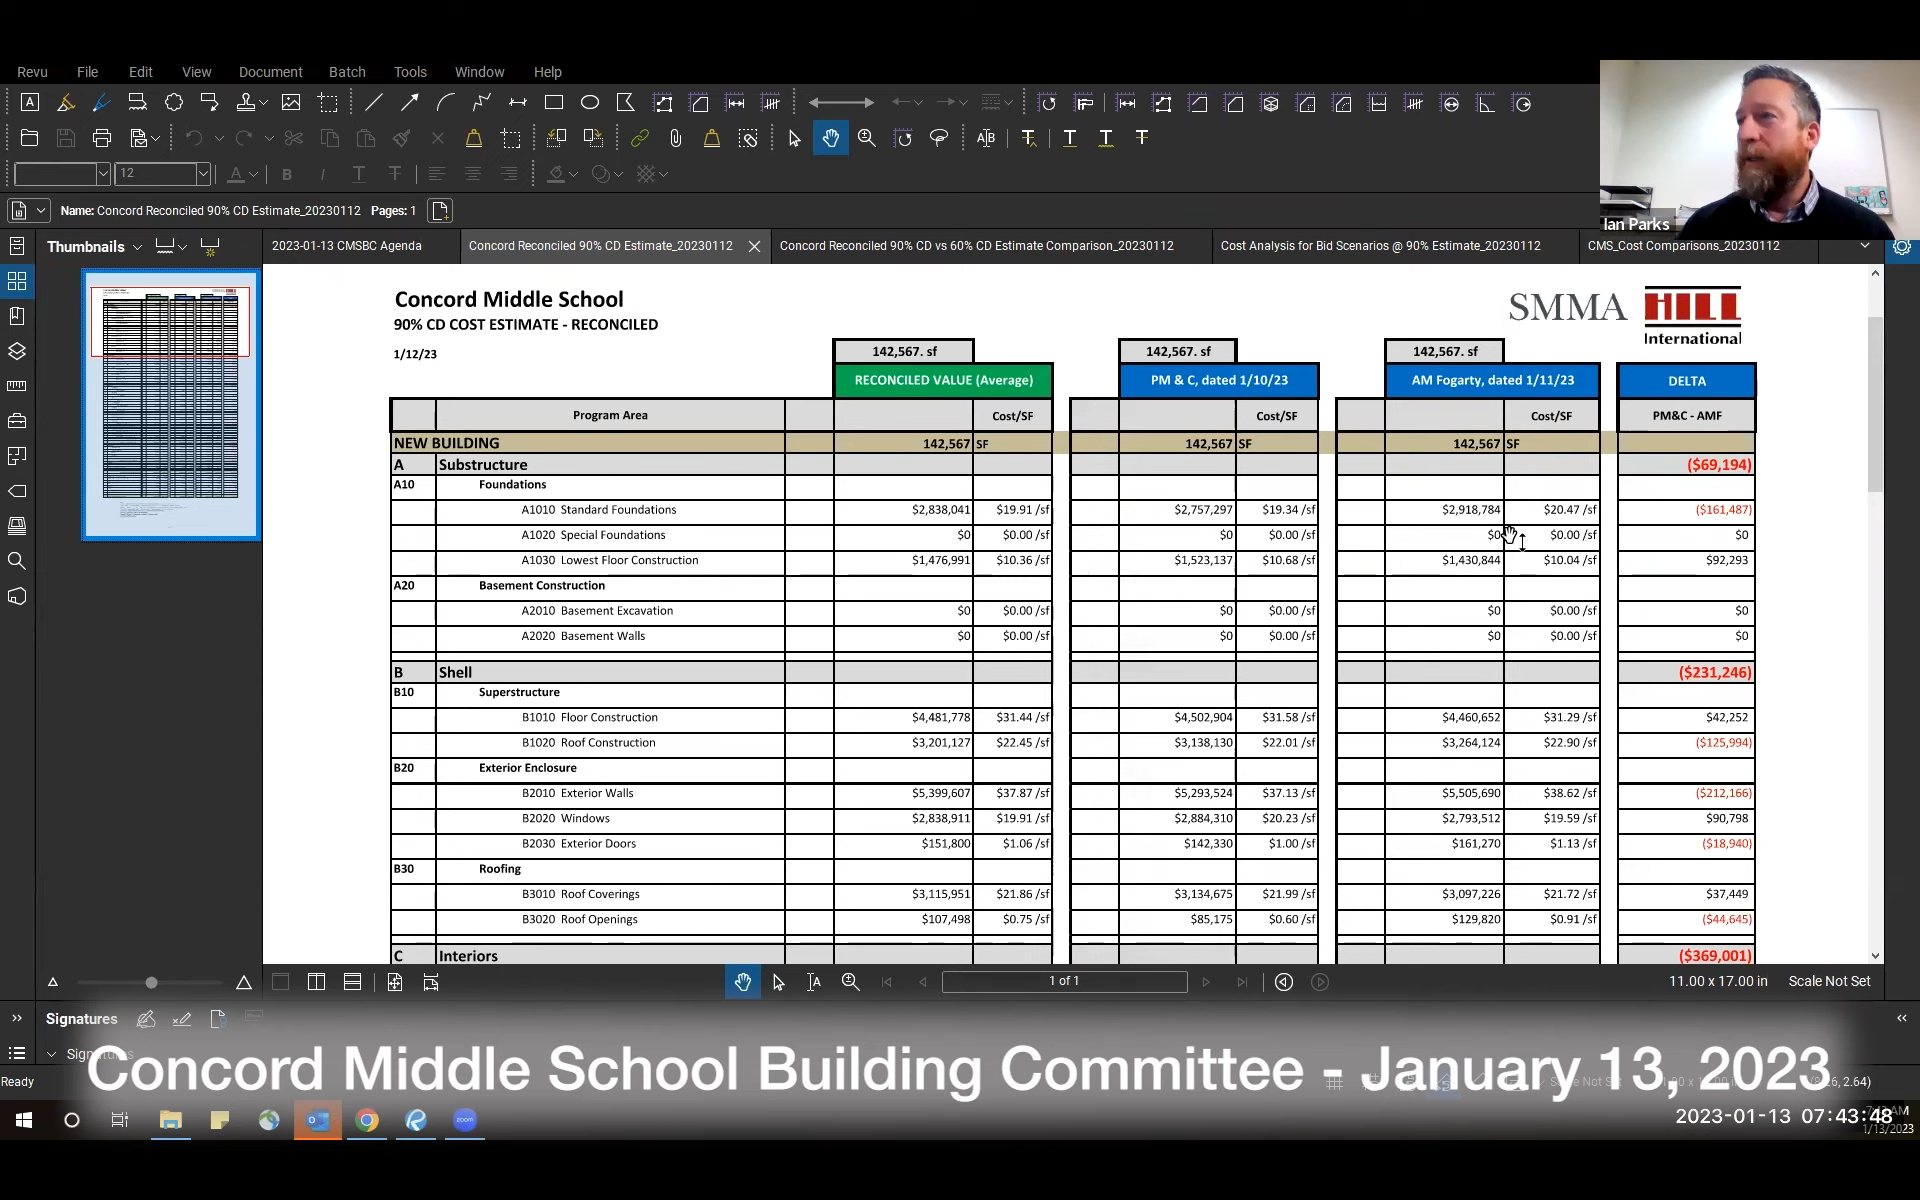 Revu File Edit View Document Batch Tools Window Help
12
Name: Concord Reconciled 90% CD Estimate_20230112 Pages: 1
Ian Parks
Thumbnails
2023-01-13 CMSBC Agenda Concord Reconciled 90% CD Estimate_20230112 Concord Reconciled 90% CD vs 60% CD Estimate Comparison_20230112 Cost Analysis for Bid Scenarios @ 90% Estimate_20230112 CMS_Cost Comparisons_20230112
Concord Middle School
90% CD COST ESTIMATE - RECONCILED
1/12/23
SMMA HILL International
142,567. sf 142,567. sf 142,567. sf
RECONCILED VALUE (Average) PM & C, dated 1/10/23 AM Fogarty, dated 1/11/23 DELTA
Program Area Cost/SF Cost/SF Cost/SF PM&C - AMF
NEW BUILDING 142,567 SF 142,567 SF 142,567 SF
A Substructure ($69,194)
A10 Foundations
A1010 Standard Foundations $2,838,041 $19.91 /sf $2,757,297 $19.34 /sf $2,918,784 $20.47 /sf ($161,487)
A1020 Special Foundations $0 $0.00 /sf $0 $0.00 /sf $0 $0.00 /sf $0
A1030 Lowest Floor Construction $1,476,991 $10.36 /sf $1,523,137 $10.68 /sf $1,430,844 $10.04 /sf $92,293
A20 Basement Construction
A2010 Basement Excavation $0 $0.00 /sf $0 $0.00 /sf $0 $0.00 /sf $0
A2020 Basement Walls $0 $0.00 /sf $0 $0.00 /sf $0 $0.00 /sf $0
B Shell ($231,246)
B10 Superstructure
B1010 Floor Construction $4,481,778 $31.44 /sf $4,502,904 $31.58 /sf $4,460,652 $31.29 /sf $42,252
B1020 Roof Construction $3,201,127 $22.45 /sf $3,138,130 $22.01 /sf $3,264,124 $22.90 /sf ($125,994)
B20 Exterior Enclosure
B2010 Exterior Walls $5,399,607 $37.87 /sf $5,293,524 $37.13 /sf $5,505,690 $38.62 /sf ($212,166)
B2020 Windows $2,838,911 $19.91 /sf $2,884,310 $20.23 /sf $2,793,512 $19.59 /sf $90,798
B2030 Exterior Doors $151,800 $1.06 /sf $142,330 $1.00 /sf $161,270 $1.13 /sf ($18,940)
B30 Roofing
B3010 Roof Coverings $3,115,951 $21.86 /sf $3,134,675 $21.99 /sf $3,097,226 $21.72 /sf $37,449
B3020 Roof Openings $107,498 $0.75 /sf $85,175 $0.60 /sf $129,820 $0.91 /sf ($44,645)
C Interiors ($369,001)
1 of 1 11.00 x 17.00 in Scale Not Set
Signatures
Signatures
Concord Middle School Building Committee - January 13, 2023
Ready
2023-01-13 07:43:48
1/13/2023
zoom